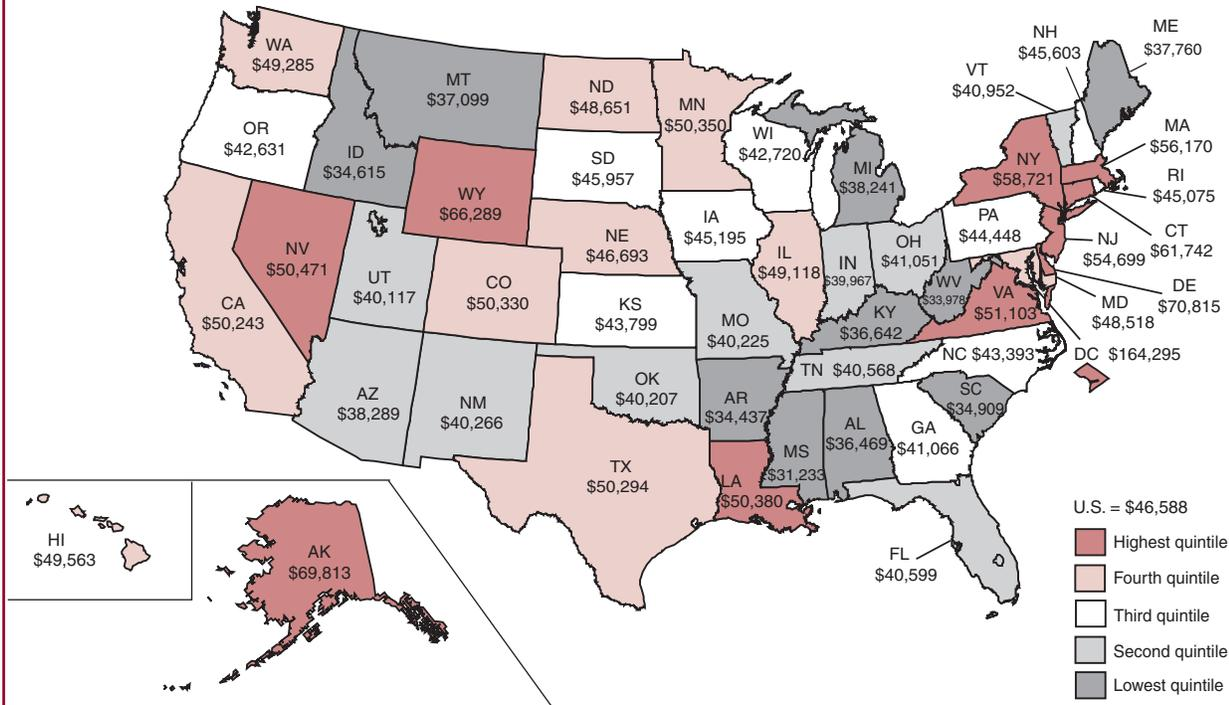 WA
$49,285
OR
$42,631
CA
$50,243
NV
$50,471
ID
$34,615
MT
$37,099
WY
$66,289
UT
$40,117
AZ
$38,289
CO
$50,330
NM
$40,266
ND
$48,651
SD
$45,957
NE
$46,693
KS
$43,799
OK
$40,207
TX
$50,294
MN
$50,350
IA
$45,195
MO
$40,225
AR
$34,437
LA
$50,380
WI
$42,720
IL
$49,118
MI
$38,241
IN
$39,967
OH
$41,051
KY
$36,642
TN $40,568
MS
$31,233
AL
$36,469
GA
$41,066
FL
$40,599
SC
$34,909
NC $43,393
VA
$51,103
WV
$33,978
PA
$44,448
NY
$58,721
VT
$40,952
NH
$45,603
ME
$37,760
MA
$56,170
RI
$45,075
CT
$61,742
NJ
$54,699
DE
$70,815
MD
$48,518
DC $164,295
HI
$49,563
AK
$69,813
U.S. = $46,588
Highest quintile
Fourth quintile
Third quintile
Second quintile
Lowest quintile